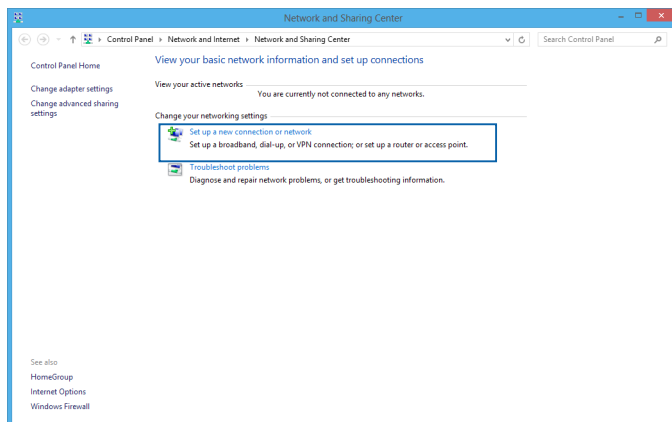 Network and Sharing Center
Control Panel
Network and Internet
Network and Sharing Center
Search Control Panel
Control Panel Home
Change adapter settings
Change advanced sharing
settings
View your basic network information and set up connections
View your active networks
You are currently not connected to any networks.
Change your networking settings
Set up a new connection or network
Set up a broadband, dial-up, or VPN connection; or set up a router or access point.
Troubleshoot problems
Diagnose and repair network problems, or get troubleshooting information.
See also
HomeGroup
Internet Options
Windows Firewall